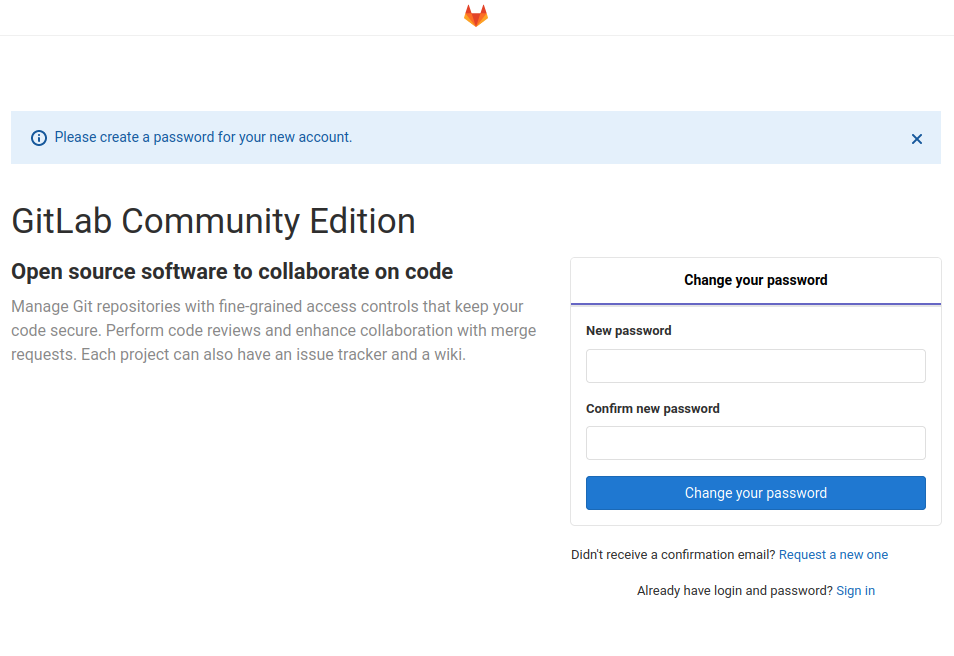 Please create a password for your new account.
GitLab Community Edition
Open source software to collaborate on code
Manage Git repositories with fine-grained access controls that keep your
code secure. Perform code reviews and enhance collaboration with merge
requests. Each project can also have an issue tracker and a wiki.
Change your password
New password
Confirm new password
Change your password
Didn't receive a confirmation email? Request a new one
Already have login and password? Sign in